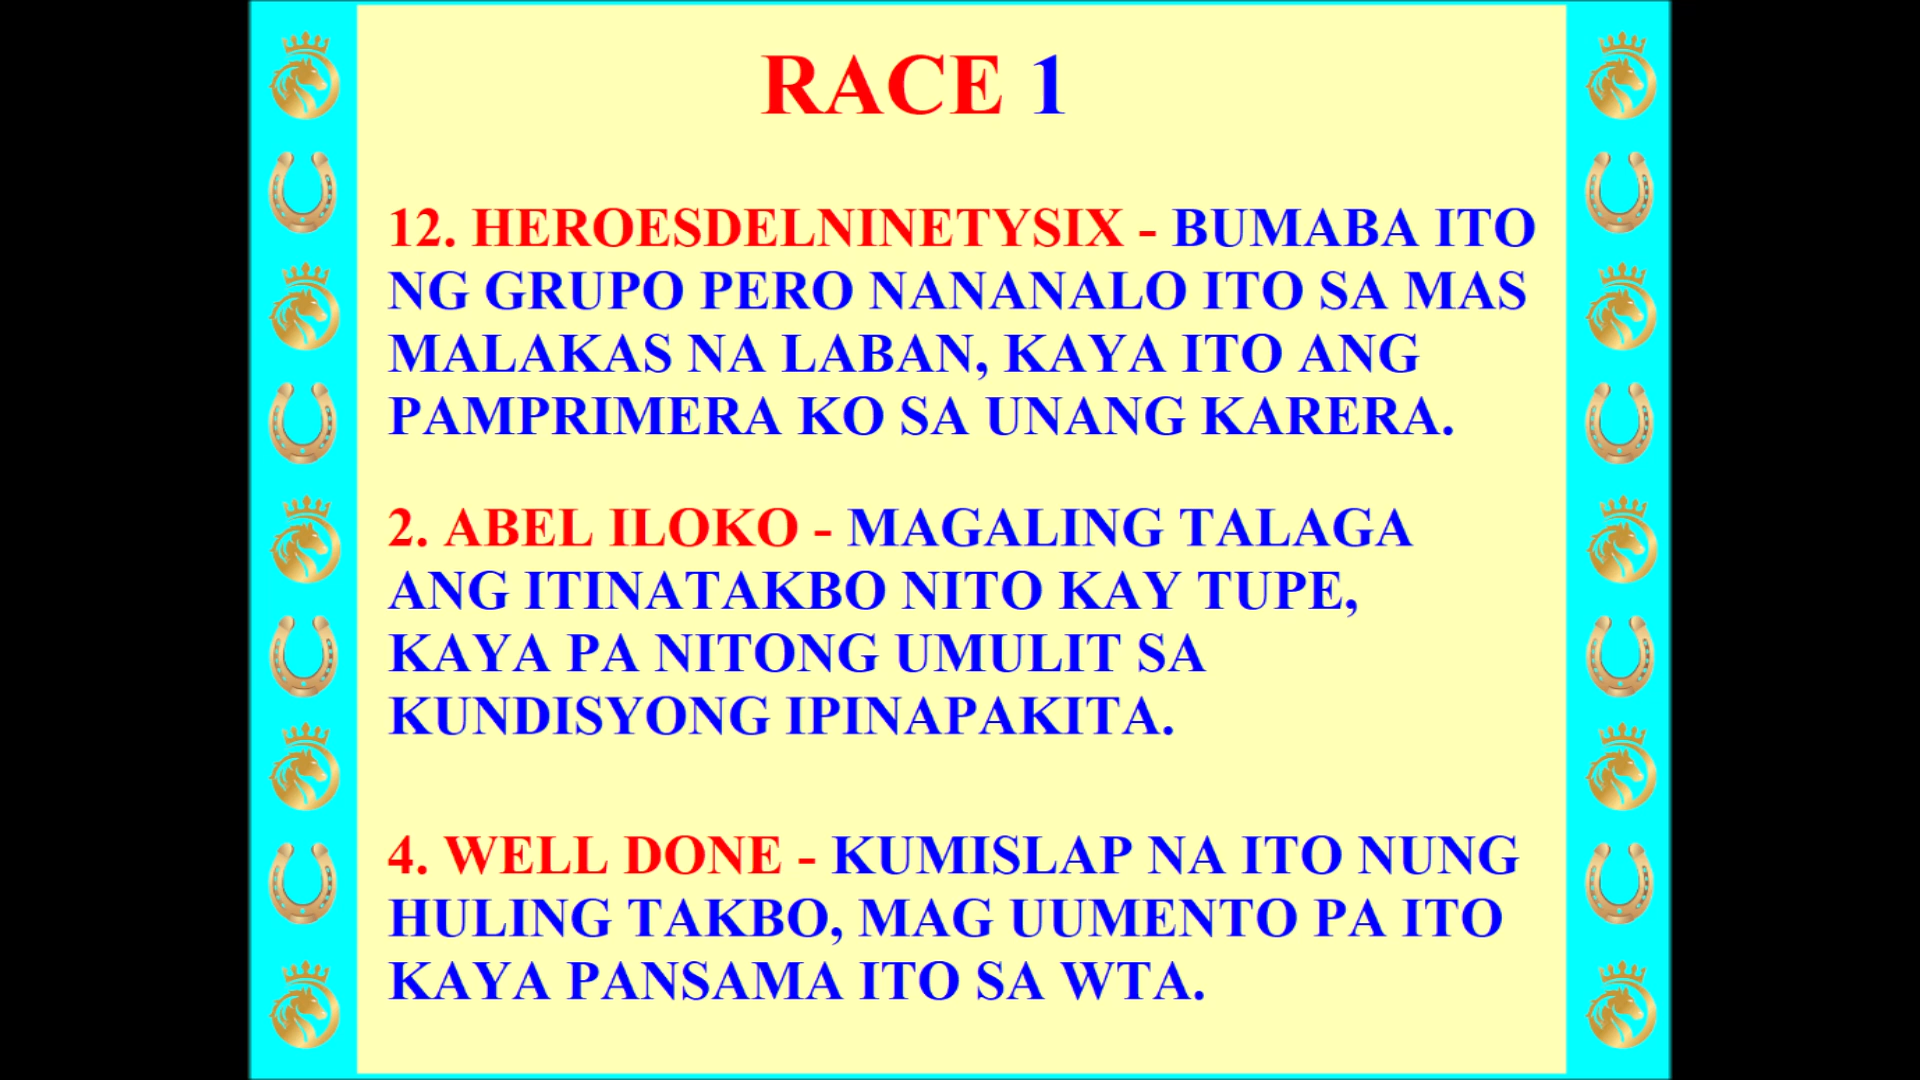 RACE 1
12. HEROESDELNINETYSIX - BUMABA ITO
NG GRUPO PERO NANANALO ITO SA MAS
MALAKAS NA LABAN, KAYA ITO ANG
PAMPRIMERA KO SA UNANG KARERA.
2. ABEL ILOKO - MAGALING TALAGA
ANG ITINATAKBO NITO KAY TUPE,
KAYA PA NITONG UMULIT SA
KUNDISYONG IPINAPAKITA.
4. WELL DONE - KUMISLAP NA ITO NUNG
HULING TAKBO, MAG UUMENTO PA ITO
KAYA PANSAMA ITO SA WTA.